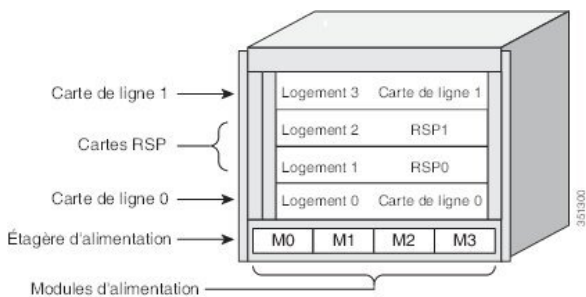 Carte de ligne 1
Logement 3 Carte de ligne 1
Logement 2 RSP1
Cartes RSP
Logement 1 RSP0
Carte de ligne 0
Logement 0 Carte de ligne 0
Étagère d'alimentation
M0 M1 M2 M3
Modules d'alimentation
351300